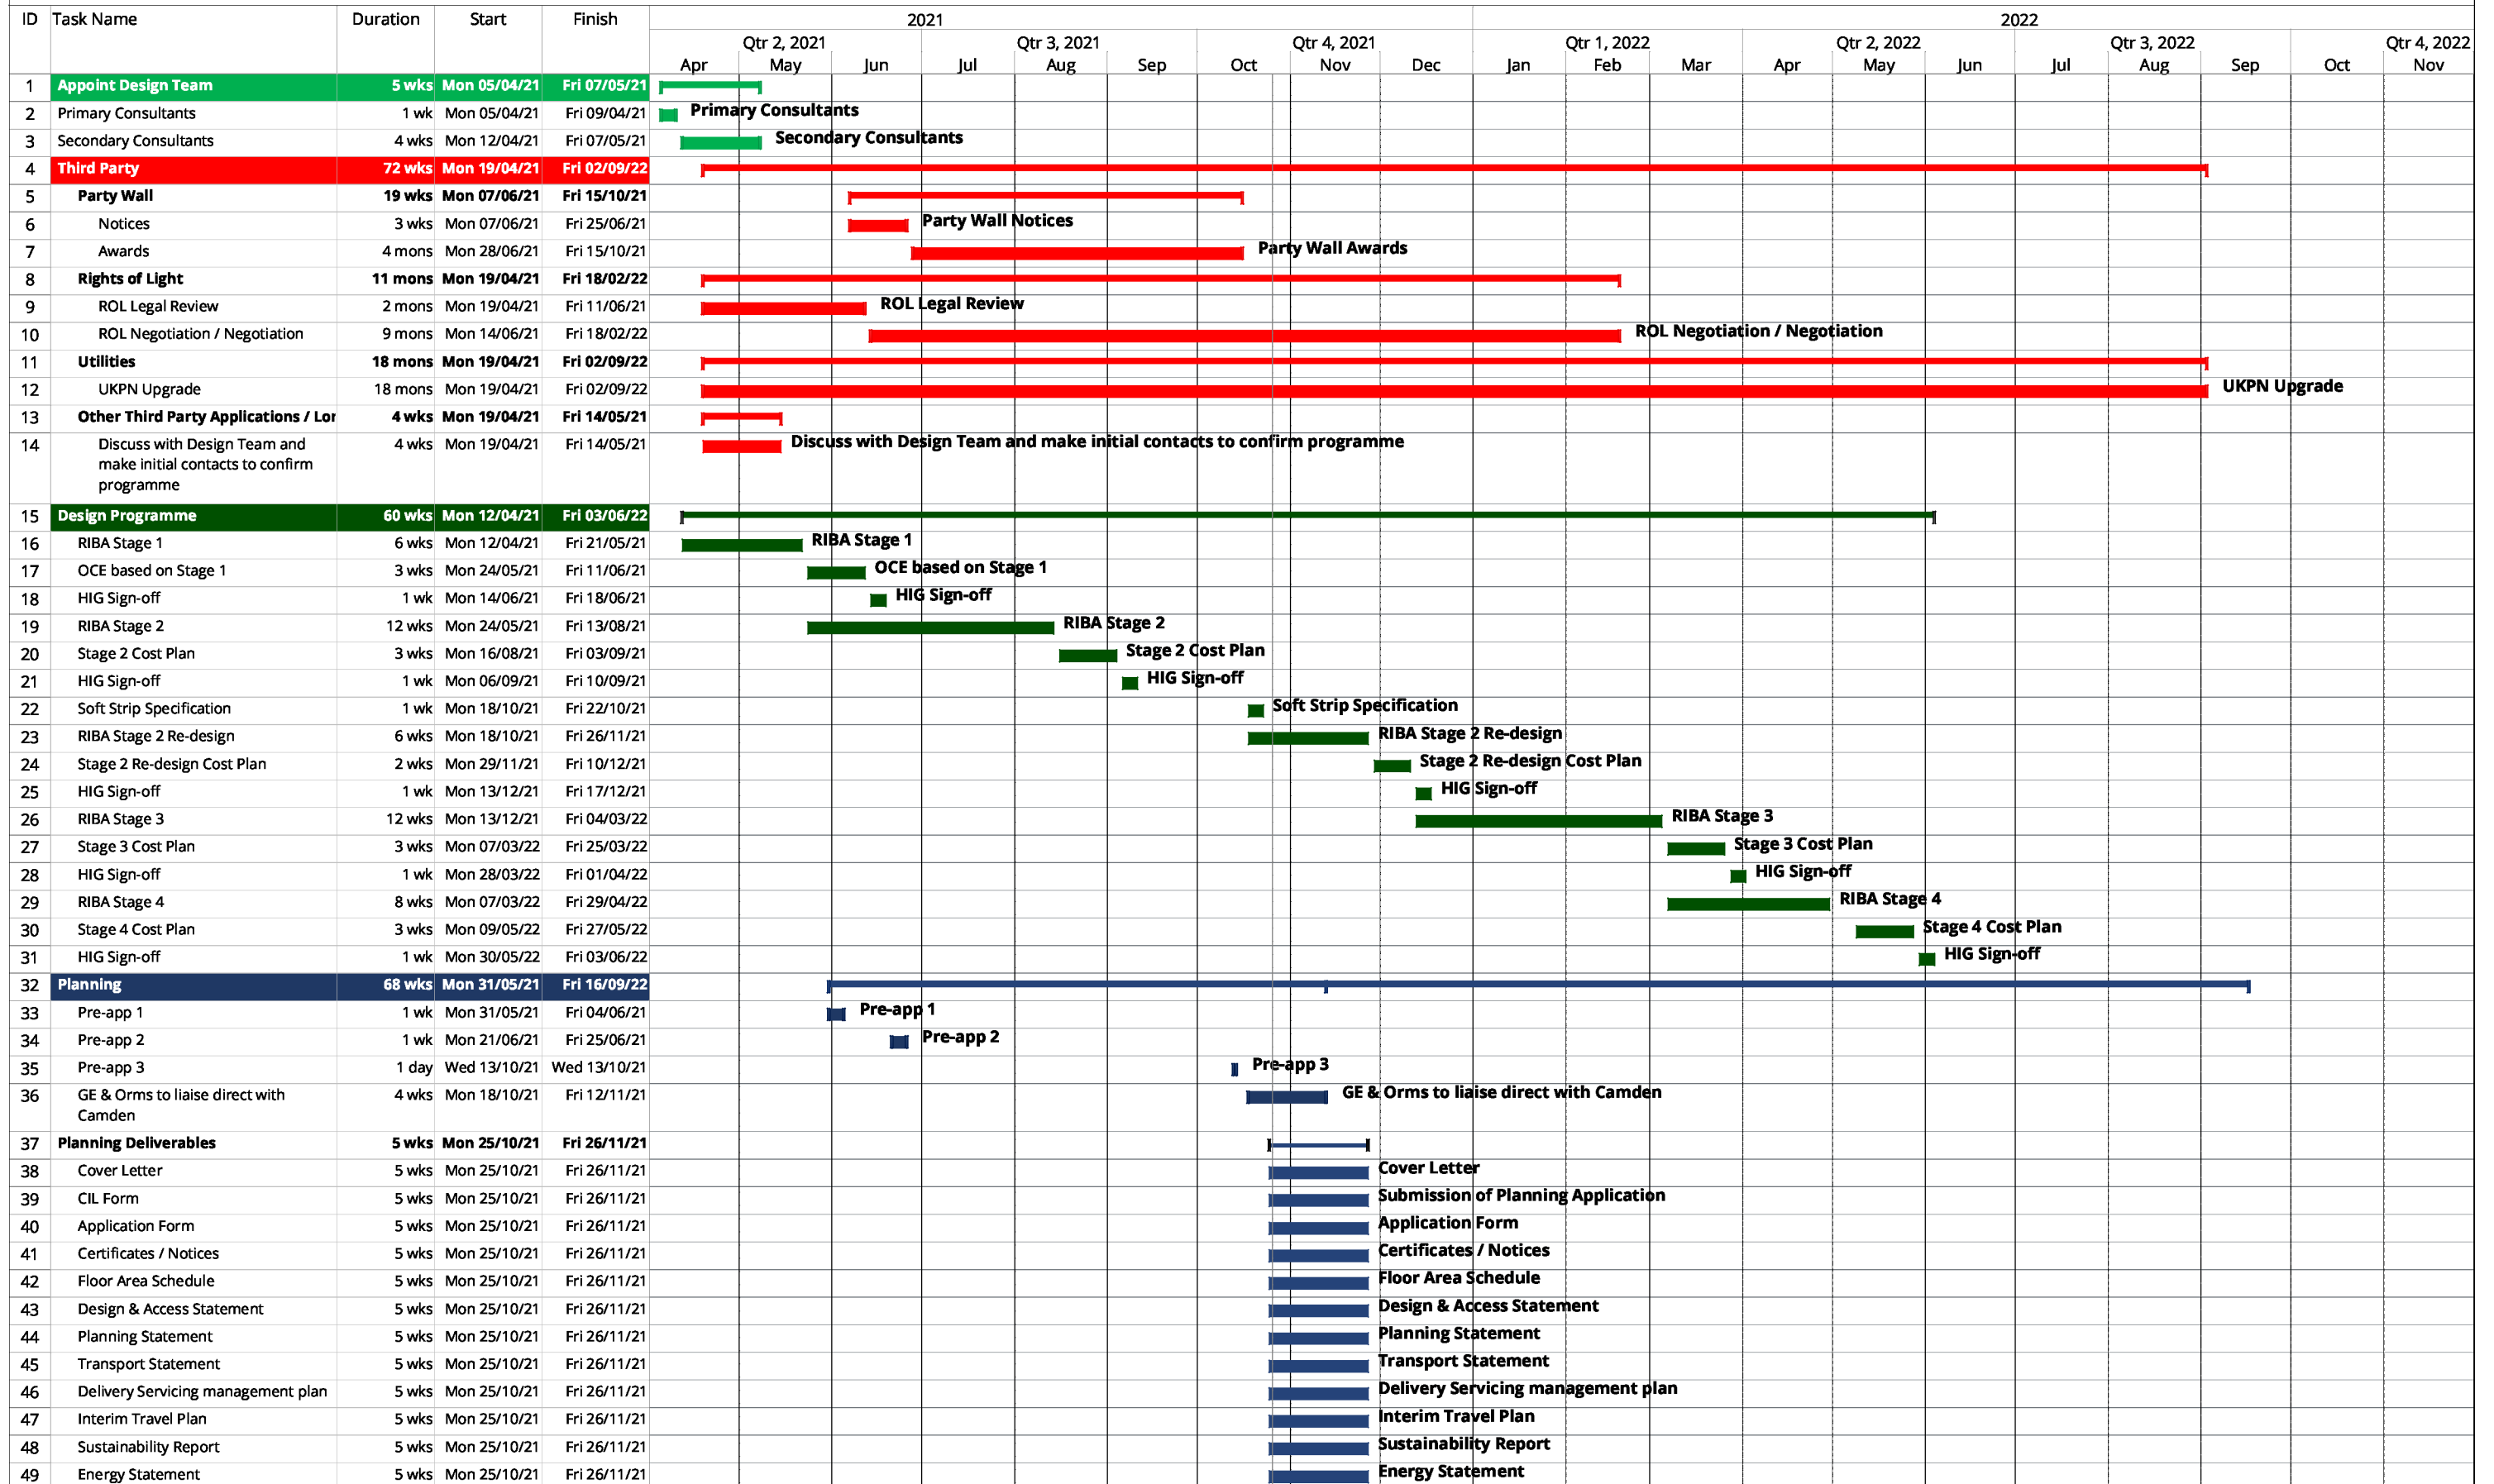 ID Task Name Duration Start Finish 2021 2022
Qtr 2, 2021 Qtr 3, 2021 Qtr 4, 2021 Qtr 1, 2022 Qtr 2, 2022 Qtr 3, 2022 Qtr 4, 2022
Apr May Jun Jul Aug Sep Oct Nov Dec Jan Feb Mar Apr May Jun Jul Aug Sep Oct Nov
1 Appoint Design Team 5 wks Mon 05/04/21 Fri 07/05/21
2 Primary Consultants 1 wk Mon 05/04/21 Fri 09/04/21 Primary Consultants
3 Secondary Consultants 4 wks Mon 12/04/21 Fri 07/05/21 Secondary Consultants
4 Third Party 72 wks Mon 19/04/21 Fri 02/09/22
5 Party Wall 19 wks Mon 07/06/21 Fri 15/10/21
6 Notices 3 wks Mon 07/06/21 Fri 25/06/21 Party Wall Notices
7 Awards 4 mons Mon 28/06/21 Fri 15/10/21 Party Wall Awards
8 Rights of Light 11 mons Mon 19/04/21 Fri 18/02/22
9 ROL Legal Review 2 mons Mon 19/04/21 Fri 11/06/21 ROL Legal Review
10 ROL Negotiation / Negotiation 9 mons Mon 14/06/21 Fri 18/02/22 ROL Negotiation / Negotiation
11 Utilities 18 mons Mon 19/04/21 Fri 02/09/22
12 UKPN Upgrade 18 mons Mon 19/04/21 Fri 02/09/22 UKPN Upgrade
13 Other Third Party Applications / Lor 4 wks Mon 19/04/21 Fri 14/05/21
14 Discuss with Design Team and 4 wks Mon 19/04/21 Fri 14/05/21 Discuss with Design Team and make initial contacts to confirm programme
make initial contacts to confirm
programme
15 Design Programme 60 wks Mon 12/04/21 Fri 03/06/22
16 RIBA Stage 1 6 wks Mon 12/04/21 Fri 21/05/21 RIBA Stage 1
17 OCE based on Stage 1 3 wks Mon 24/05/21 Fri 11/06/21 OCE based on Stage 1
18 HIG Sign-off 1 wk Mon 14/06/21 Fri 18/06/21 HIG Sign-off
19 RIBA Stage 2 12 wks Mon 24/05/21 Fri 13/08/21 RIBA Stage 2
20 Stage 2 Cost Plan 3 wks Mon 16/08/21 Fri 03/09/21 Stage 2 Cost Plan
21 HIG Sign-off 1 wk Mon 06/09/21 Fri 10/09/21 HIG Sign-off
22 Soft Strip Specification 1 wk Mon 18/10/21 Fri 22/10/21 Soft Strip Specification
23 RIBA Stage 2 Re-design 6 wks Mon 18/10/21 Fri 26/11/21 RIBA Stage 2 Re-design
24 Stage 2 Re-design Cost Plan 2 wks Mon 29/11/21 Fri 10/12/21 Stage 2 Re-design Cost Plan
25 HIG Sign-off 1 wk Mon 13/12/21 Fri 17/12/21 HIG Sign-off
26 RIBA Stage 3 12 wks Mon 13/12/21 Fri 04/03/22 RIBA Stage 3
27 Stage 3 Cost Plan 3 wks Mon 07/03/22 Fri 25/03/22 Stage 3 Cost Plan
28 HIG Sign-off 1 wk Mon 28/03/22 Fri 01/04/22 HIG Sign-off
29 RIBA Stage 4 8 wks Mon 07/03/22 Fri 29/04/22 RIBA Stage 4
30 Stage 4 Cost Plan 3 wks Mon 09/05/22 Fri 27/05/22 Stage 4 Cost Plan
31 HIG Sign-off 1 wk Mon 30/05/22 Fri 03/06/22 HIG Sign-off
32 Planning 68 wks Mon 31/05/21 Fri 16/09/22
33 Pre-app 1 1 wk Mon 31/05/21 Fri 04/06/21 Pre-app 1
34 Pre-app 2 1 wk Mon 21/06/21 Fri 25/06/21 Pre-app 2
35 Pre-app 3 1 day Wed 13/10/21 Wed 13/10/21 Pre-app 3
36 GE & Orms to liaise direct with 4 wks Mon 18/10/21 Fri 12/11/21 GE & Orms to liaise direct with Camden
Camden
37 Planning Deliverables 5 wks Mon 25/10/21 Fri 26/11/21
38 Cover Letter 5 wks Mon 25/10/21 Fri 26/11/21 Cover Letter
39 CIL Form 5 wks Mon 25/10/21 Fri 26/11/21 Submission of Planning Application
40 Application Form 5 wks Mon 25/10/21 Fri 26/11/21 Application Form
41 Certificates / Notices 5 wks Mon 25/10/21 Fri 26/11/21 Certificates / Notices
42 Floor Area Schedule 5 wks Mon 25/10/21 Fri 26/11/21 Floor Area Schedule
43 Design & Access Statement 5 wks Mon 25/10/21 Fri 26/11/21 Design & Access Statement
44 Planning Statement 5 wks Mon 25/10/21 Fri 26/11/21 Planning Statement
45 Transport Statement 5 wks Mon 25/10/21 Fri 26/11/21 Transport Statement
46 Delivery Servicing management plan 5 wks Mon 25/10/21 Fri 26/11/21 Delivery Servicing management plan
47 Interim Travel Plan 5 wks Mon 25/10/21 Fri 26/11/21 Interim Travel Plan
48 Sustainability Report 5 wks Mon 25/10/21 Fri 26/11/21 Sustainability Report
49 Energy Statement 5 wks Mon 25/10/21 Fri 26/11/21 Energy Statement